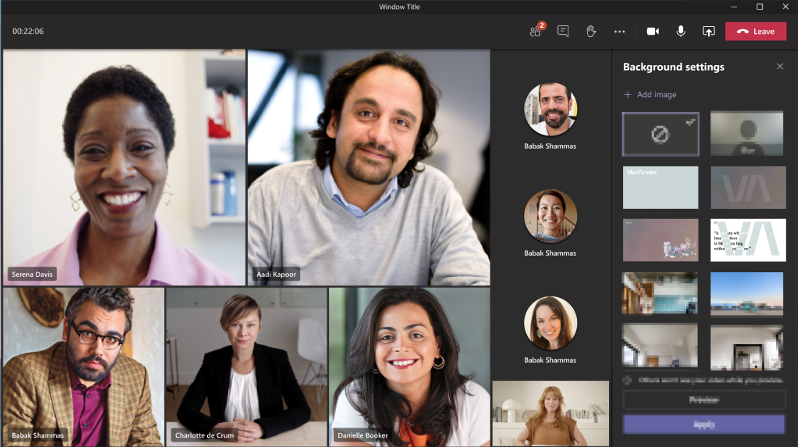 Window Title
00:22:06
2
Leave
Background settings
Add image
Serena Davis
Aadi Kapoor
Babak Shammas
Babak Shammas
Babak Shammas
Babak Shammas
Charlotte de Crum
Danielle Booker